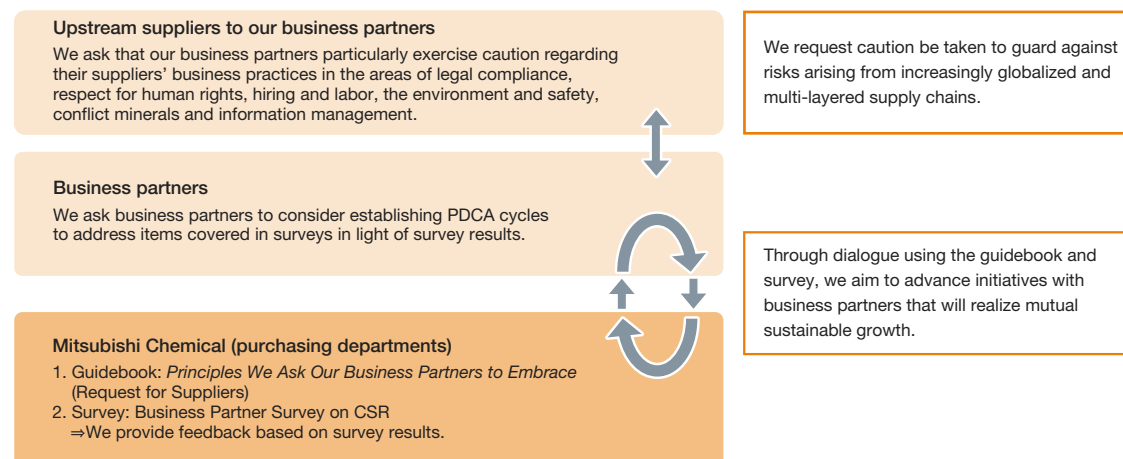 Upstream suppliers to our business partners
We ask that our business partners particularly exercise caution regarding
their suppliers’ business practices in the areas of legal compliance,
respect for human rights, hiring and labor, the environment and safety,
conflict minerals and information management.
We request caution be taken to guard against
risks arising from increasingly globalized and
multi-layered supply chains.
Business partners
We ask business partners to consider establishing PDCA cycles
to address items covered in surveys in light of survey results.
Through dialogue using the guidebook and
survey, we aim to advance initiatives with
business partners that will realize mutual
sustainable growth.
Mitsubishi Chemical (purchasing departments)
1. Guidebook: Principles We Ask Our Business Partners to Embrace
(Request for Suppliers)
2. Survey: Business Partner Survey on CSR
⇒We provide feedback based on survey results.